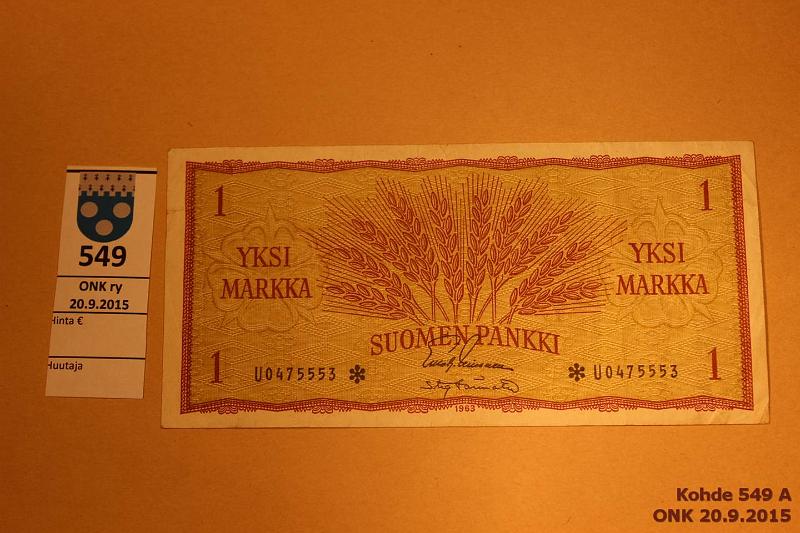 549
ONK ry
20.9.2015
Hinta €
Huutaja
1
1
YKSI
MARKKA
YKSI
MARKKA
SUOMEN PANKKI
1
U0475553 *
* U0475553
1
1963
Kohde 549 A
ONK 20.9.2015